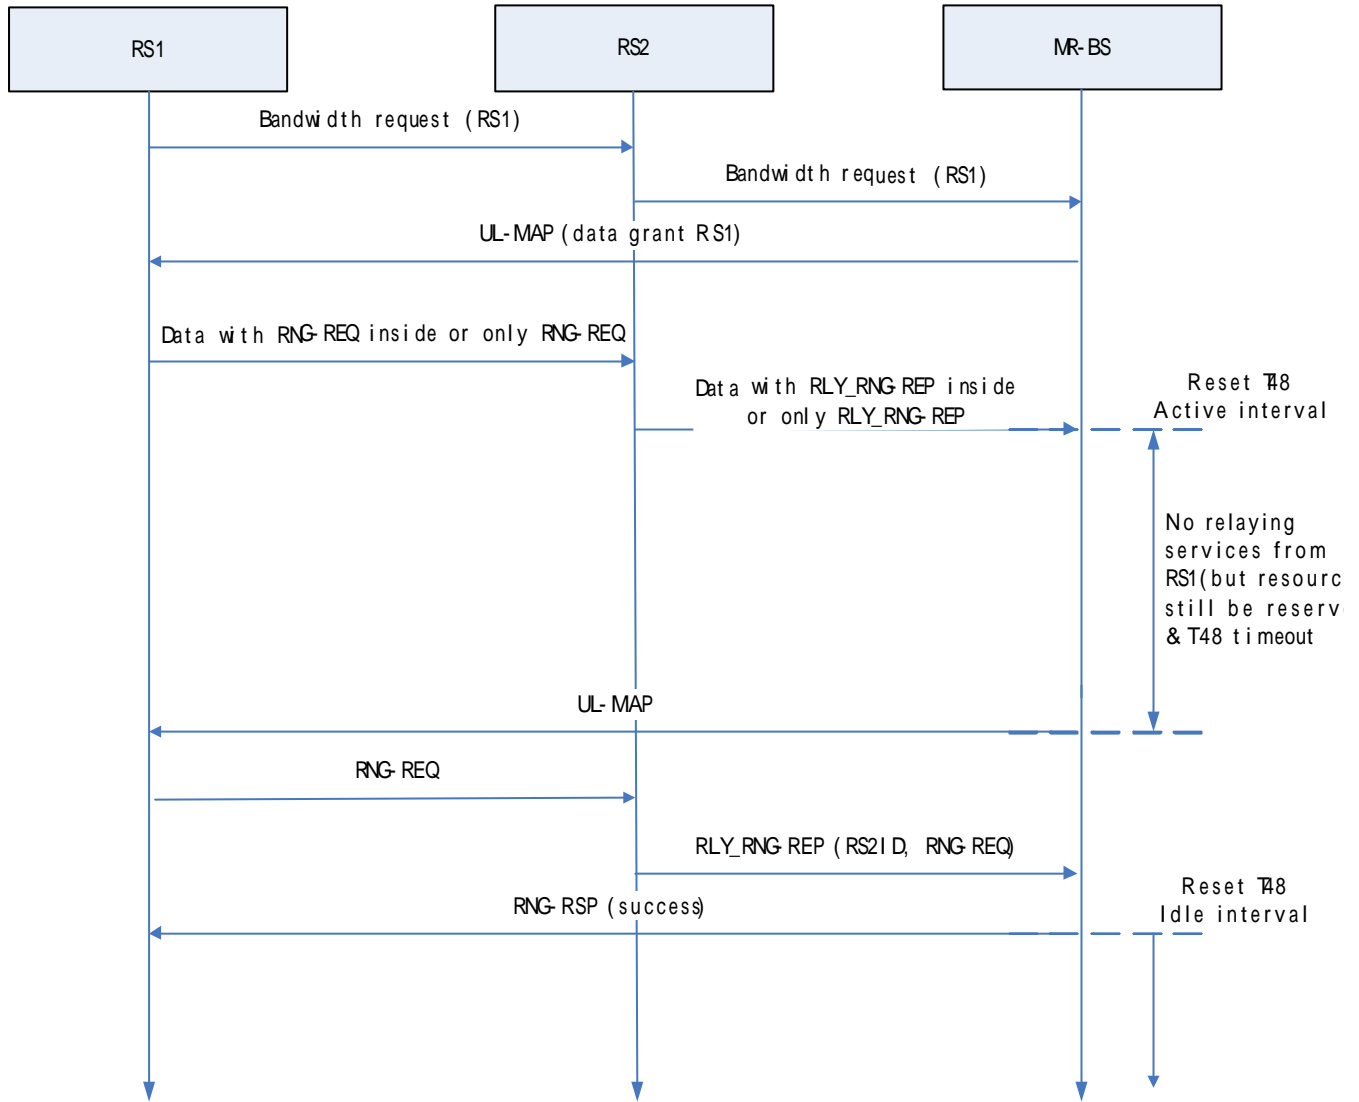 RS1
RS2
MR-BS
Bandwidth request (RS1)
Bandwidth request (RS1)
UL-MAP (data grant RS1)
Data with RNG-REQ inside or only RNG-REQ
Data with RLY_RNG-REP inside
or only RLY_RNG-REP
Reset T48
Active interval
No relaying
services from
RS1(but resourc
still be reserv
& T48 timeout
UL-MAP
RNG-REQ
RLY_RNG-REP (RS2ID, RNG-REQ)
RNG-RSP (success)
Reset T48
Idle interval